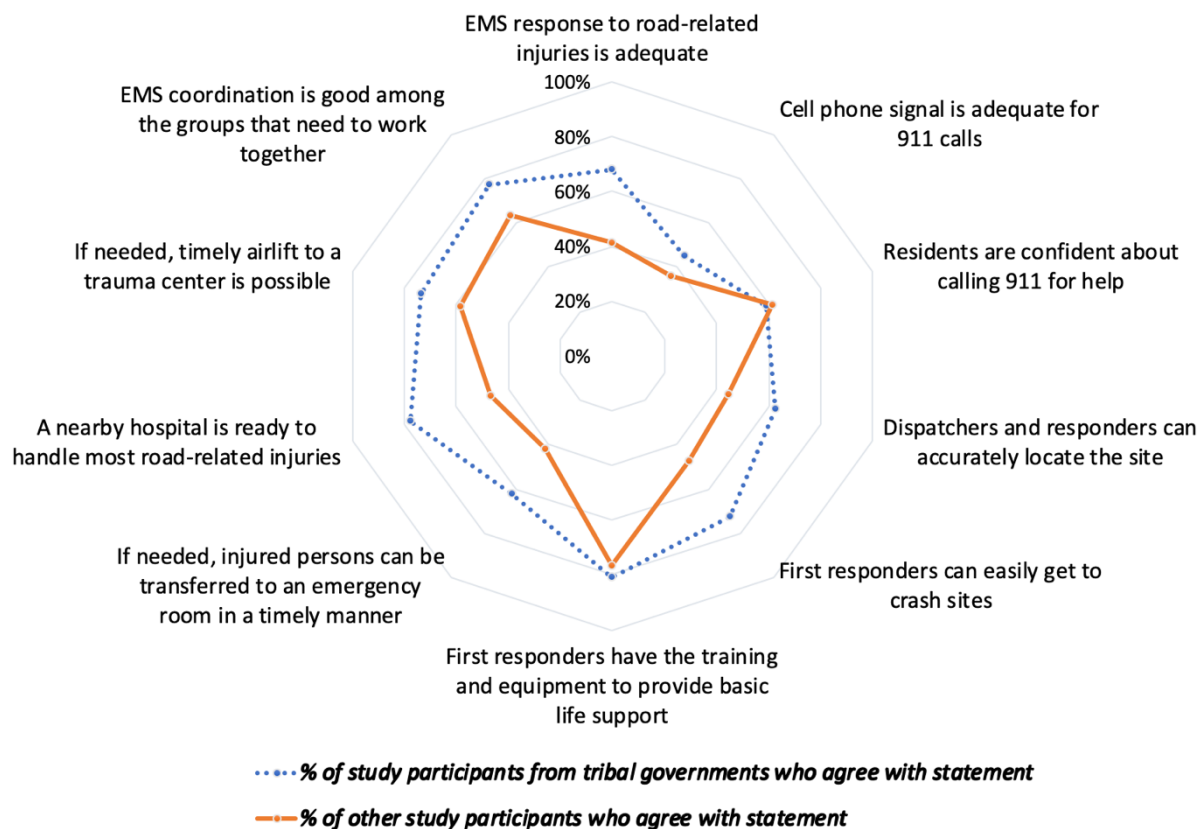 EMS response to road-related
injuries is adequate
100%
80%
60%
40%
20%
0%
Cell phone signal is adequate for
911 calls
Residents are confident about
calling 911 for help
Dispatchers and responders can
accurately locate the site
First responders can easily get to
crash sites
First responders have the training
and equipment to provide basic
life support
If needed, injured persons can be
transferred to an emergency
room in a timely manner
A nearby hospital is ready to
handle most road-related injuries
If needed, timely airlift to a
trauma center is possible
EMS coordination is good among
the groups that need to work
together
% of study participants from tribal governments who agree with statement
% of other study participants who agree with statement